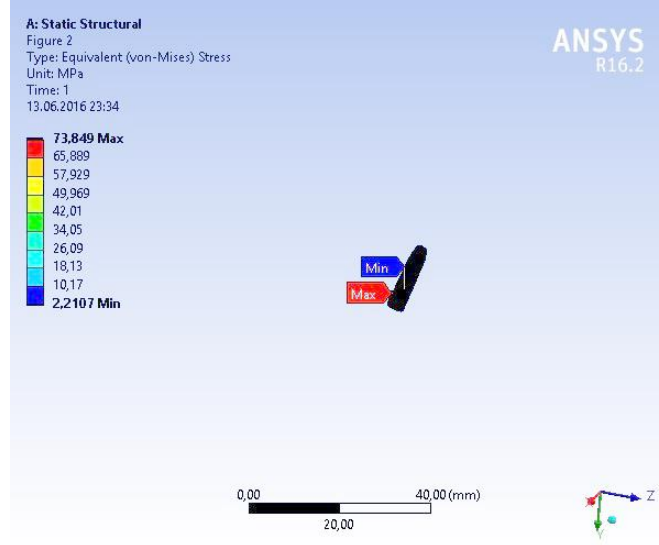 A: Static Structural
Figure 2
Type: Equivalent (von-Mises) Stress
Unit: MPa
Time: 1
13.06.2016 23:34
ANSYS
R16.2
73,849 Max
65,889
57,929
49,969
42,01
34,05
26,09
18,13
10,17
2,2107 Min
Min
Max
0,00
40,00 (mm)
20,00
Z
Y